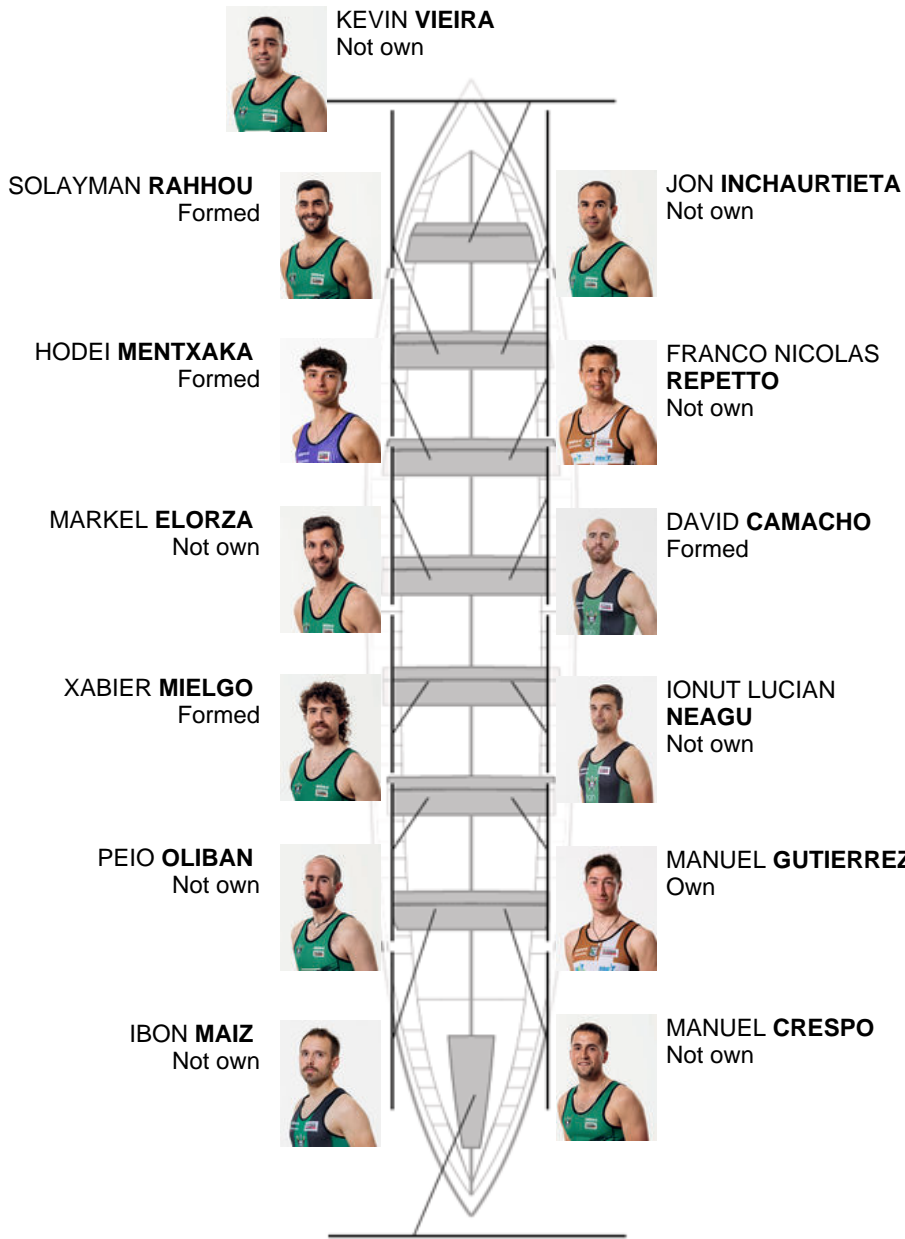 KEVIN VIEIRA
Not own
SOLAYMAN RAHHOU
Formed
JON INCHAURTIETA
Not own
HODEI MENTXAKA
Formed
FRANCO NICOLAS
REPETTO
Not own
MARKEL ELORZA
Not own
DAVID CAMACHO
Formed
XABIER MIELGO
Formed
IONUT LUCIAN
NEAGU
Not own
PEIO OLIBAN
Not own
MANUEL GUTIERREZ
Own
IBON MAIZ
Not own
MANUEL CRESPO
Not own